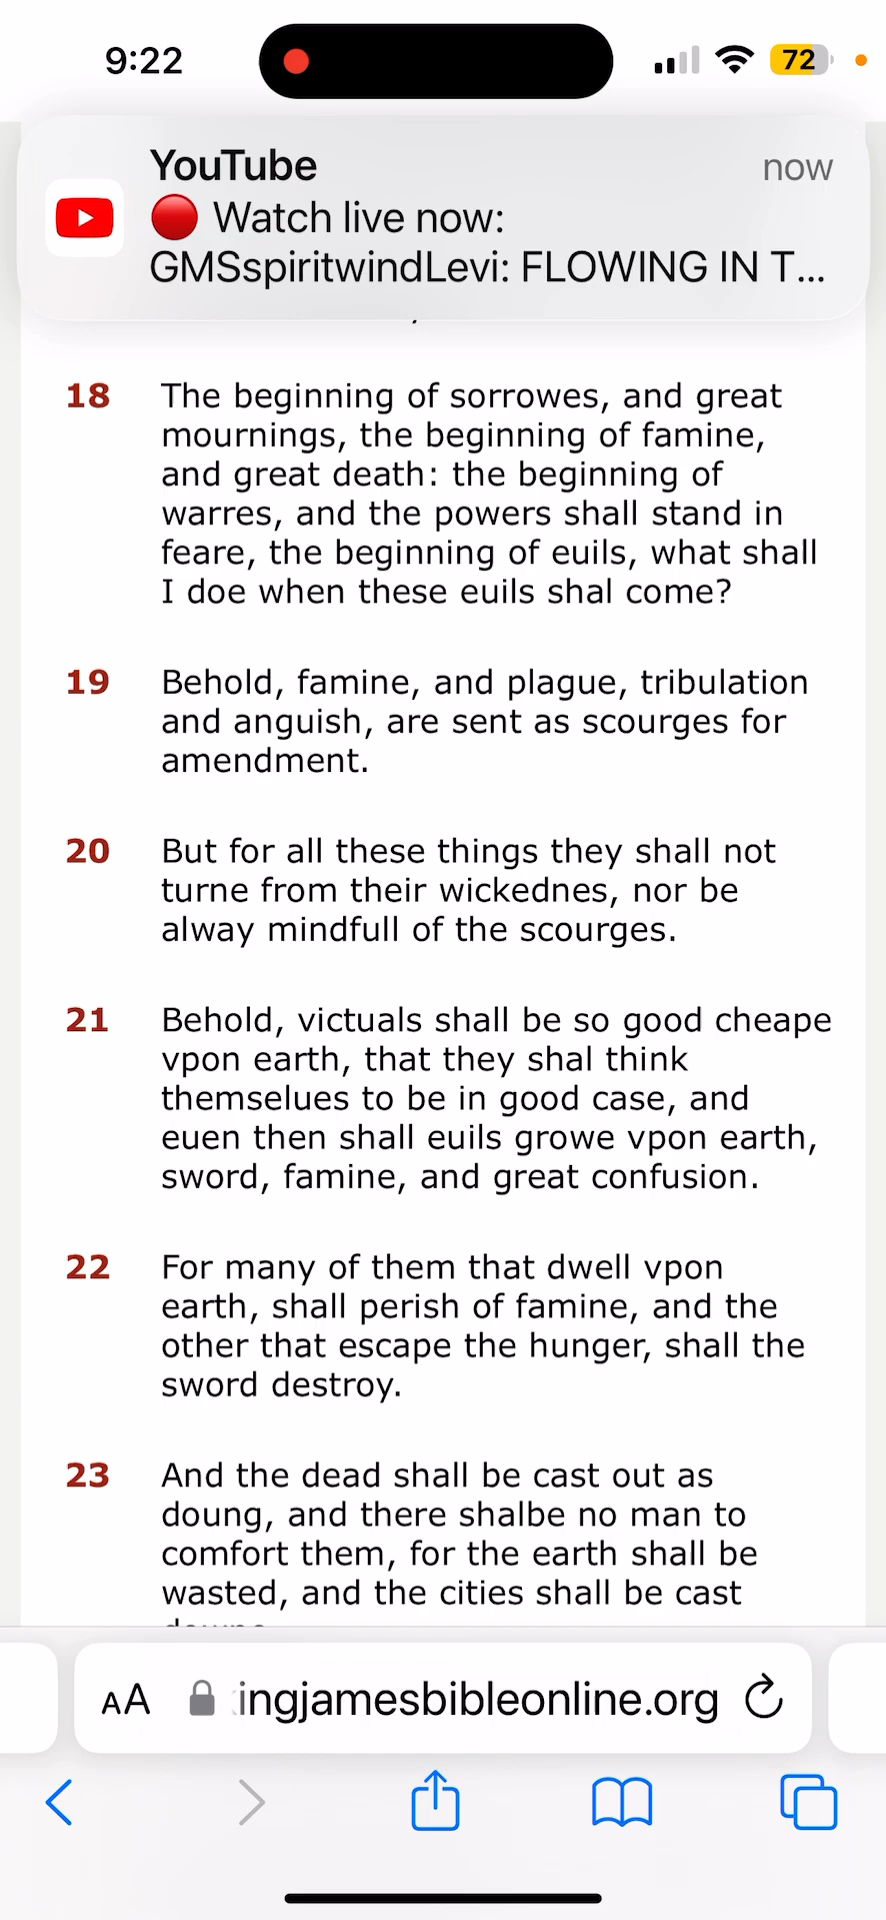 9:22
72
YouTube
now
Watch live now:
GMSspiritwindLevi: FLOWING IN T...
18 The beginning of sorrowes, and great
mournings, the beginning of famine,
and great death: the beginning of
warres, and the powers shall stand in
feare, the beginning of euils, what shall
I doe when these euils shal come?
19 Behold, famine, and plague, tribulation
and anguish, are sent as scourges for
amendment.
20 But for all these things they shall not
turne from their wickednes, nor be
alway mindfull of the scourges.
21 Behold, victuals shall be so good cheape
vpon earth, that they shal think
themselues to be in good case, and
euen then shall euils growe vpon earth,
sword, famine, and great confusion.
22 For many of them that dwell vpon
earth, shall perish of famine, and the
other that escape the hunger, shall the
sword destroy.
23 And the dead shall be cast out as
doung, and there shalbe no man to
comfort them, for the earth shall be
wasted, and the cities shall be cast
AA ingjamesbibleonline.org